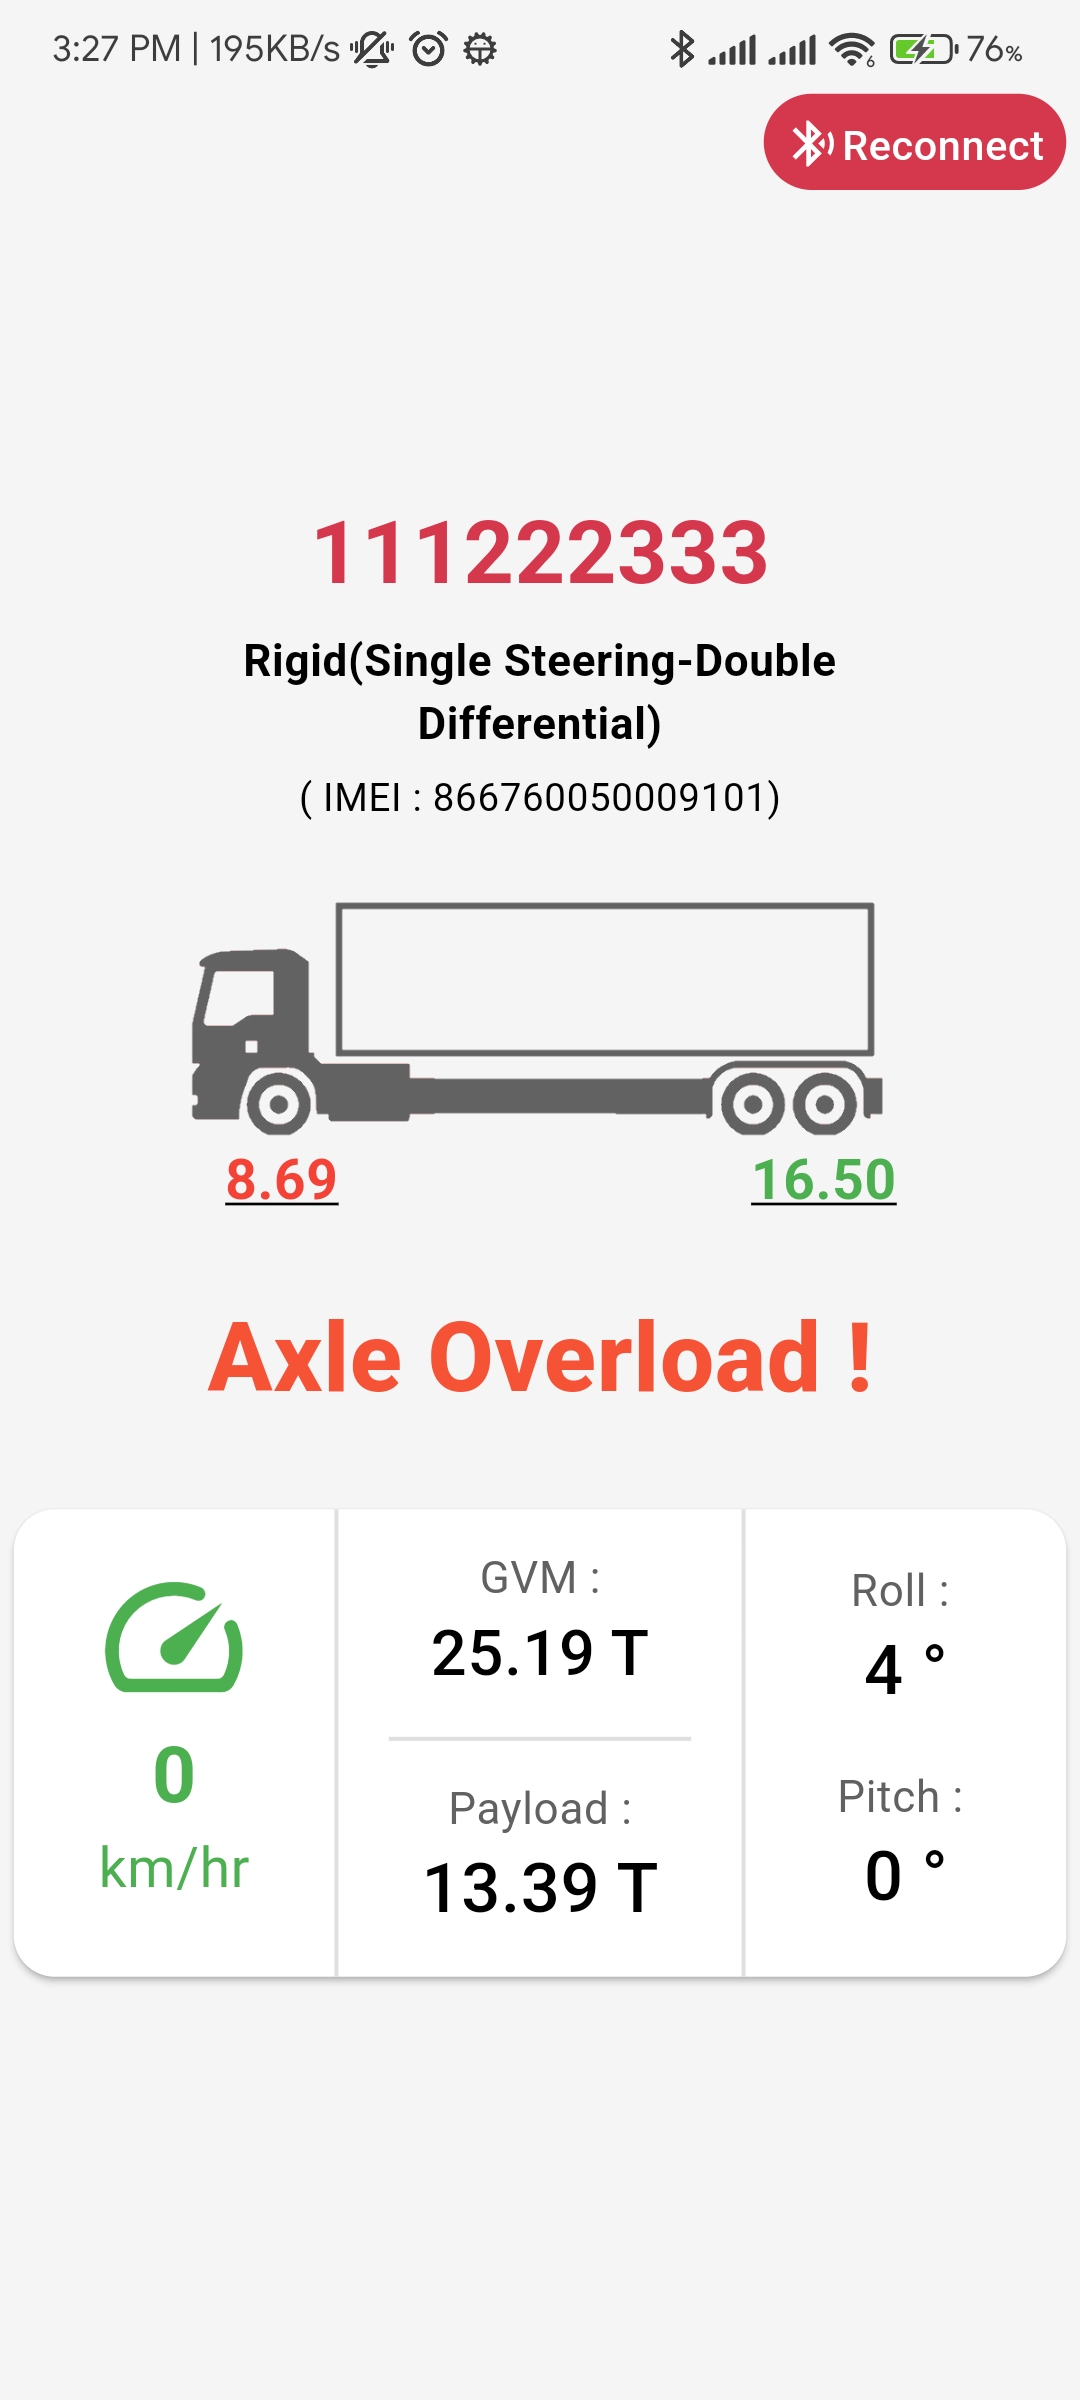 3:27 PM | 195KB/s
6
76%
Reconnect
111222333
Rigid(Single Steering-Double
Differential)
( IMEI : 866760050009101)
8.69 16.50
Axle Overload !
0
km/hr
GVM :
25.19 T
Payload :
13.39 T
Roll :
4 °
Pitch :
0 °